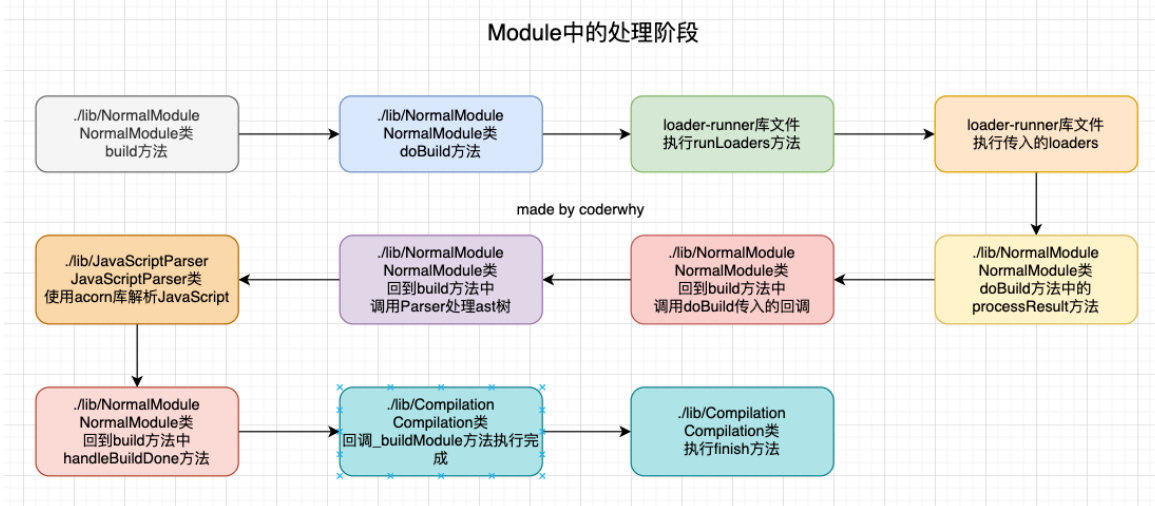 Module中的处理阶段
./lib/NormalModule
NormalModule类
build方法
./lib/NormalModule
NormalModule类
doBuild方法
loader-runner库文件
执行runLoaders方法
loader-runner库文件
执行传入的loaders
made by coderwhy
./lib/NormalModule
NormalModule类
doBuild方法中的
processResult方法
./lib/NormalModule
NormalModule类
回到build方法中
调用doBuild传入的回调
./lib/NormalModule
NormalModule类
回到build方法中
调用Parser处理ast树
./lib/JavaScriptParser
JavaScriptParser类
使用acorn库解析JavaScript
./lib/NormalModule
NormalModule类
回到build方法中
handleBuildDone方法
./lib/Compilation
Compilation类
回调_buildModule方法执行完
成
./lib/Compilation
Compilation类
执行finish方法